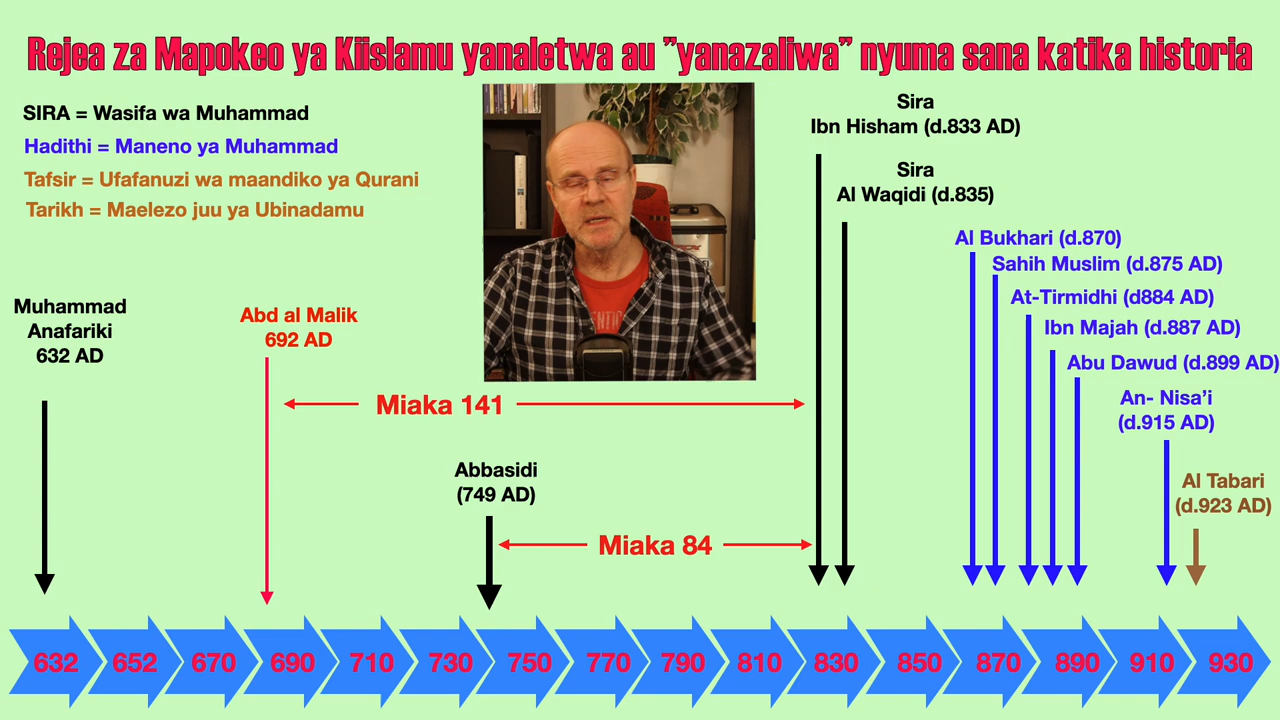 Rejea za Mapokeo ya Kiislamu yanaletwa au ”yanazaliwa” nyuma sana katika historia
SIRA = Wasifa wa Muhammad
Hadithi = Maneno ya Muhammad
Tafsir = Ufafanuzi wa maandiko ya Qurani
Tarikh = Maelezo juu ya Ubinadamu
Sira
Ibn Hisham (d.833 AD)
Sira
Al Waqidi (d.835)
Al Bukhari (d.870)
Sahih Muslim (d.875 AD)
At-Tirmidhi (d884 AD)
Ibn Majah (d.887 AD)
Abu Dawud (d.899 AD)
An- Nisa’i
(d.915 AD)
Al Tabari
(d.923 AD)
Muhammad
Anafariki
632 AD
Abd al Malik
692 AD
Miaka 141
Abbasidi
(749 AD)
Miaka 84
632 652 670 690 710 730 750 770 790 810 830 850 870 890 910 930